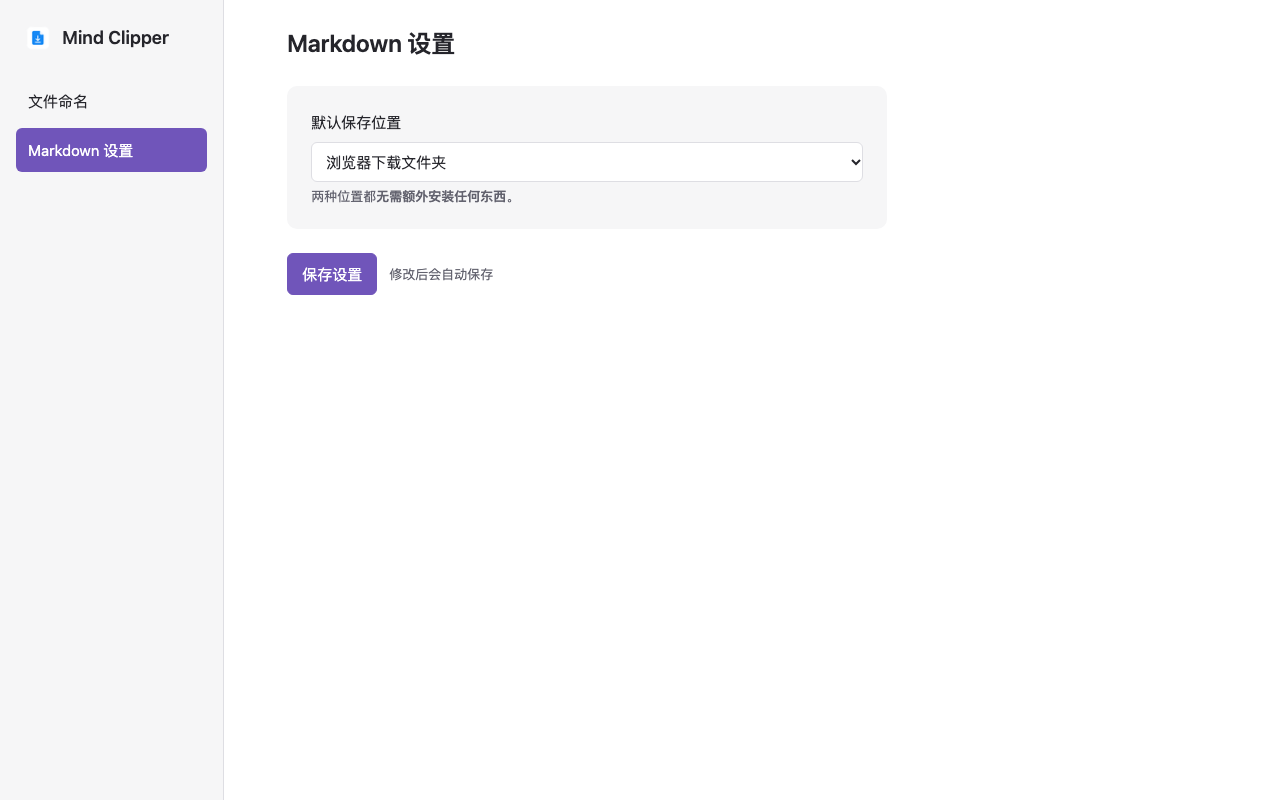 Mind Clipper
文件命名
Markdown 设置
Markdown 设置
默认保存位置
浏览器下载文件夹
两种位置都无需额外安装任何东西。
保存设置
修改后会自动保存